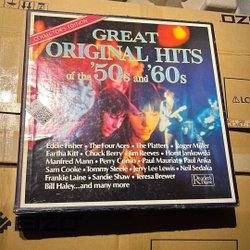 COLLECTOR'S EDITION
GREAT
ORIGINAL HITS
of the '50s and '60s
Eddie Fisher • The Four Aces • The Platters • Roger Miller
Eartha Kitt • Chuck Berry • Jim Reeves • Horst Jankowski
Manfred Mann • Perry Como • Paul Mauriat • Paul Anka
Sam Cooke • Tommy Steele • Jerry Lee Lewis • Neil Sedaka
Frankie Laine • Sandie Shaw • Teresa Brewer
Bill Haley...and many more
Reader's
Digest